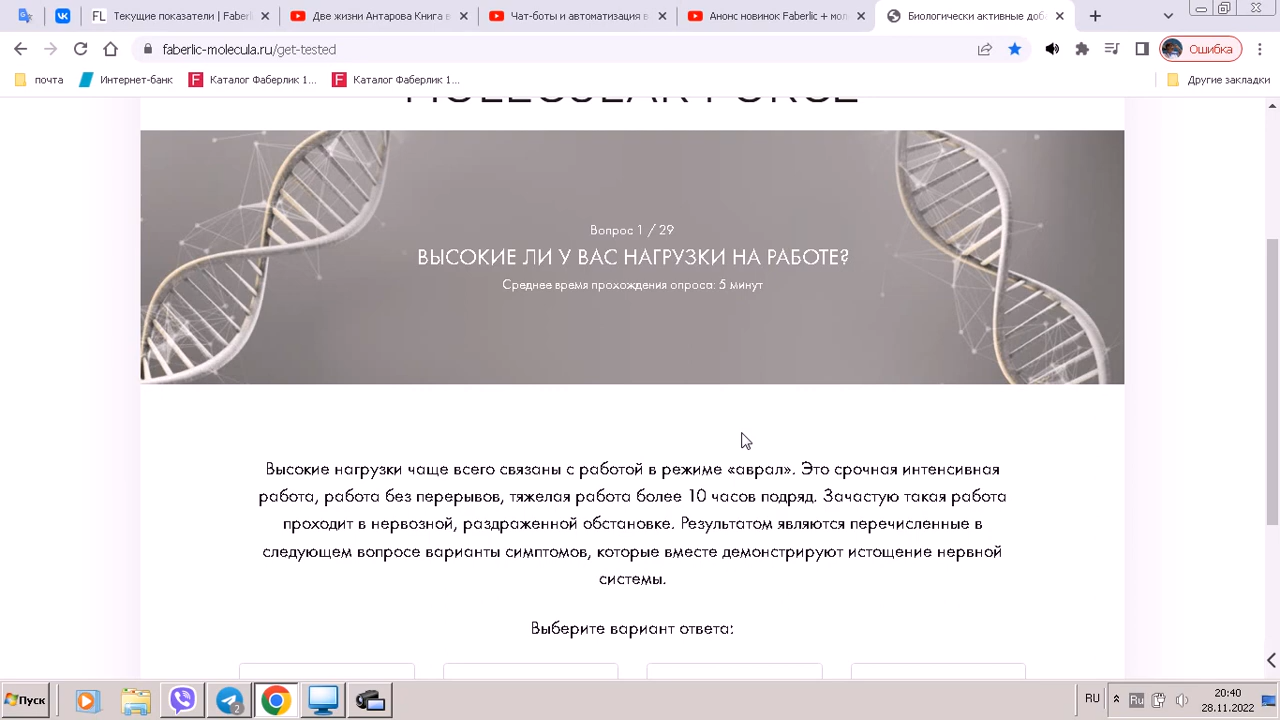 Текущие показатели | Faberl
Две жизни Антарова Книга в
Чат-боты и автоматизация в
Анонс новинок Faberlic + мол
Биологически активные доба
faberlic-molecula.ru/get-tested
Ошибка
почта
Интернет-банк
Каталог Фаберлик 1...
Каталог Фаберлик 1...
Другие закладки
MOLECULAR FORCE
Вопрос 1 / 29
ВЫСОКИЕ ЛИ У ВАС НАГРУЗКИ НА РАБОТЕ?
Среднее время прохождения опроса: 5 минут
Высокие нагрузки чаще всего связаны с работой в режиме «аврал». Это срочная интенсивная
работа, работа без перерывов, тяжелая работа более 10 часов подряд. Зачастую такая работа
проходит в нервозной, раздраженной обстановке. Результатом являются перечисленные в
следующем вопросе варианты симптомов, которые вместе демонстрируют истощение нервной
системы.
Выберите вариант ответа:
Пуск
2
RU
Ru
20:40
28.11.2022